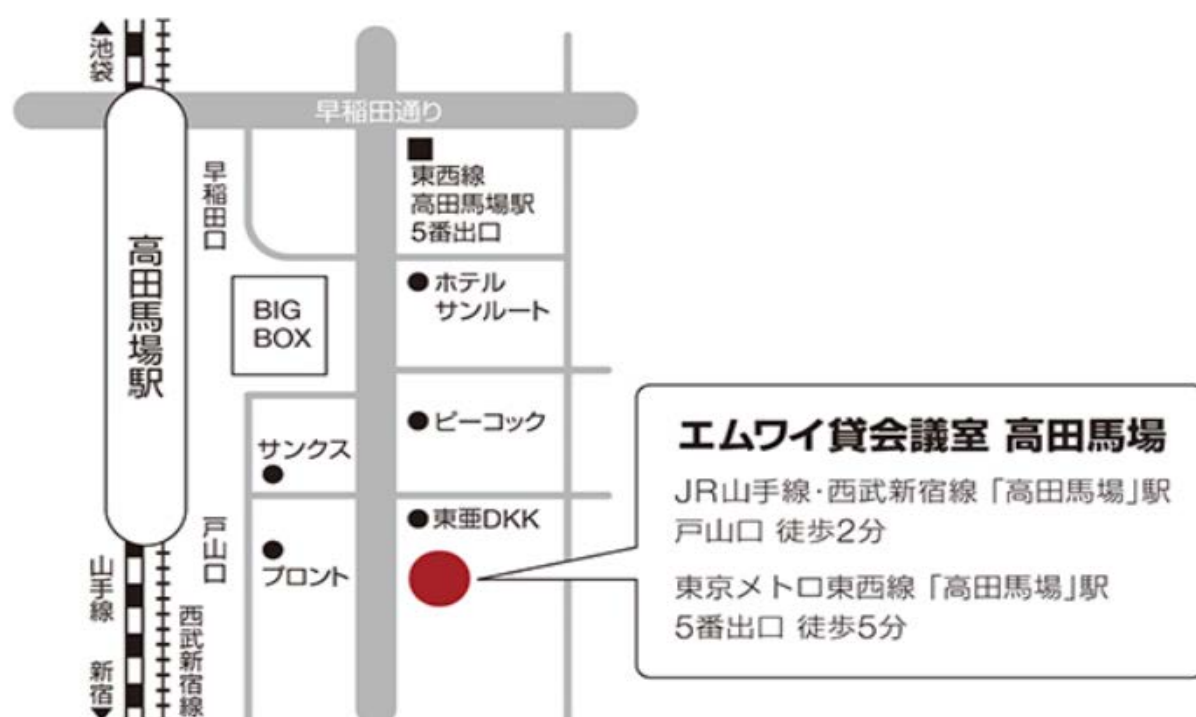 ▲池袋
早稲田通り
早稲田口
東西線
高田馬場駅
5番出口
高田馬場駅
ホテル
サンルート
BIG
BOX
ピーコック
サンクス
東亜DKK
戸山口
プロント
山手線
新宿▼
西武新宿線
エムワイ貸会議室 高田馬場
JR山手線・西武新宿線「高田馬場」駅
戸山口 徒歩2分
東京メトロ東西線「高田馬場」駅
5番出口 徒歩5分